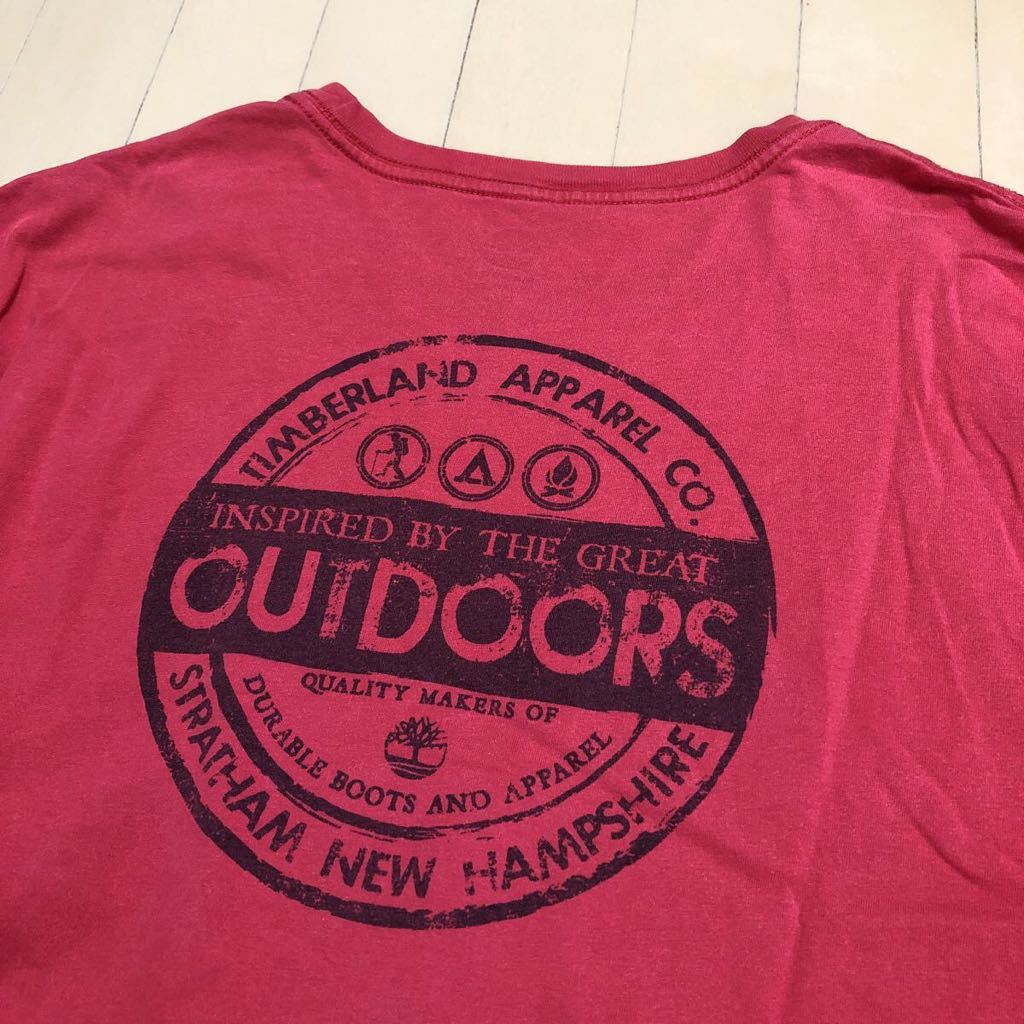 TIMBERLAND APPAREL CO.
INSPIRED BY THE GREAT
OUTDOORS
QUALITY MAKERS OF
DURABLE BOOTS AND APPAREL
STRATHAM NEW HAMPSHIRE